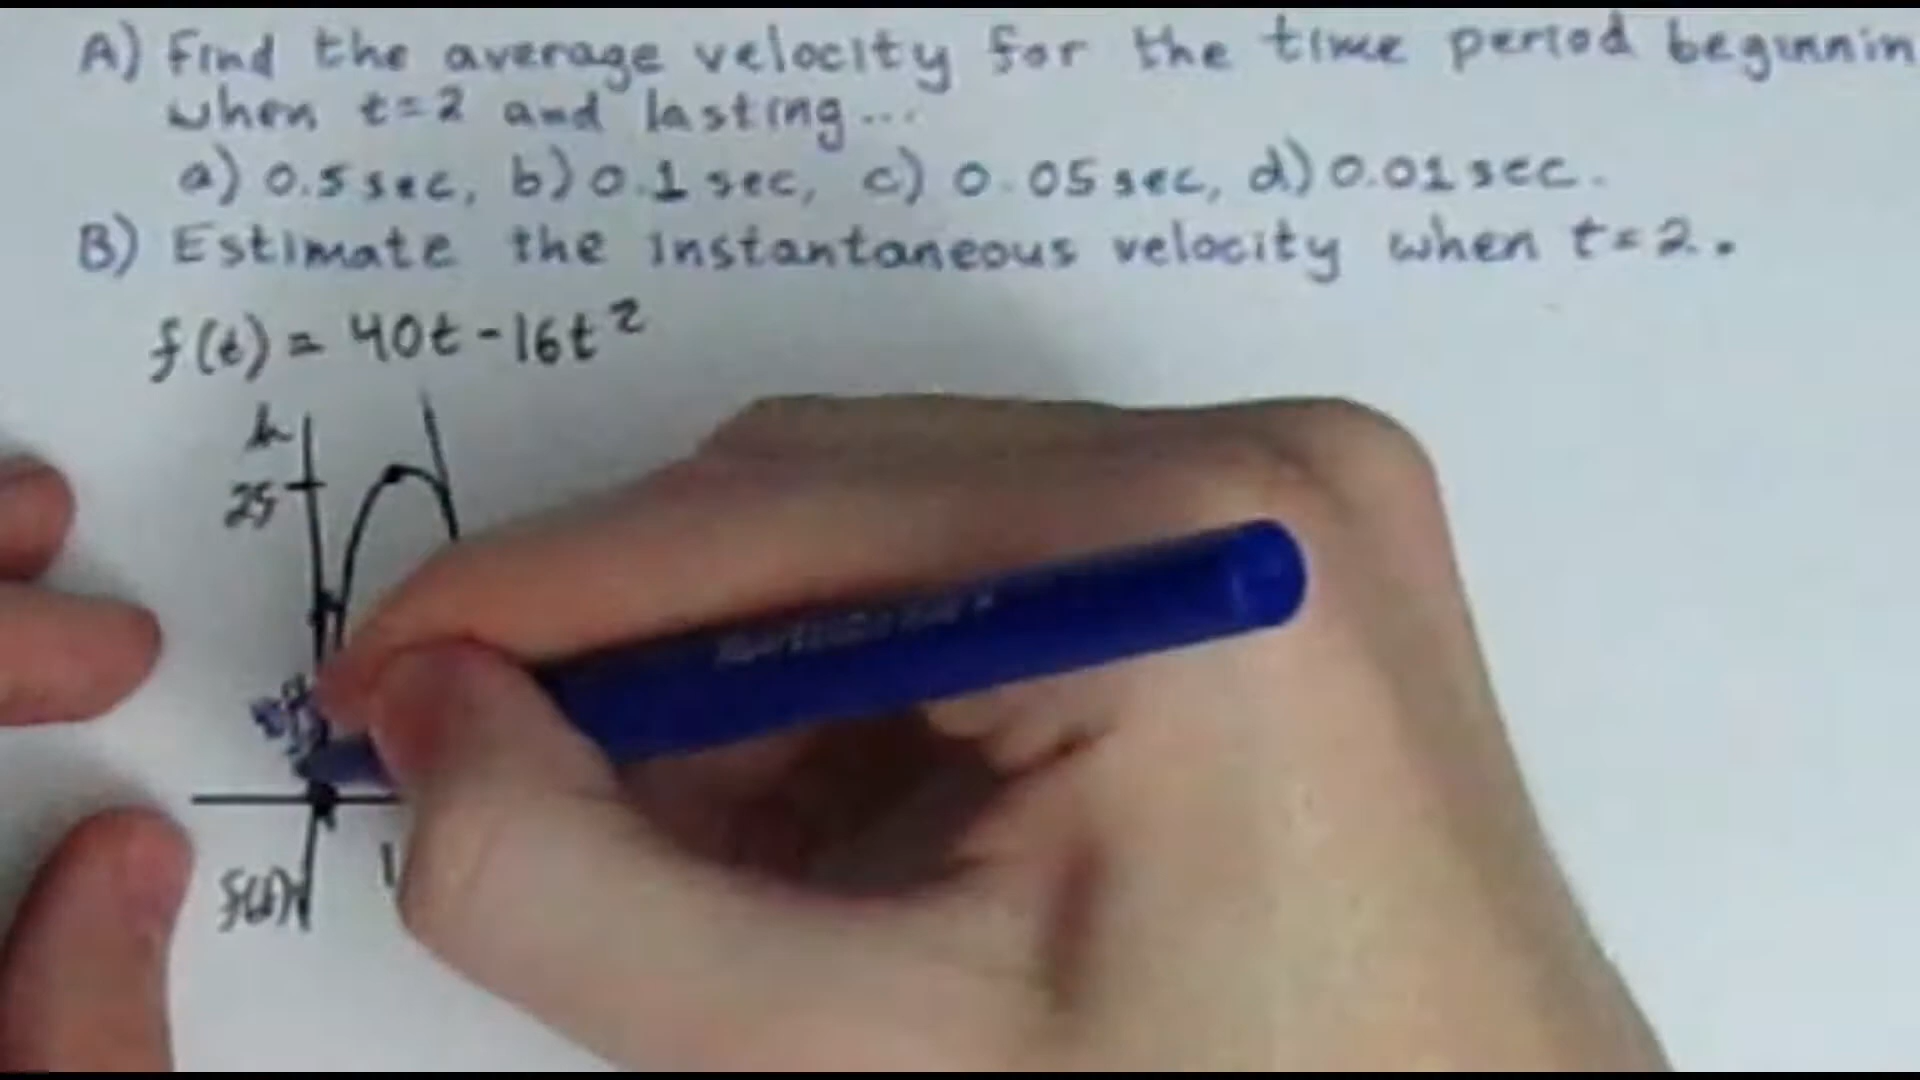 A) Find the average velocity for the time period beginnin
when t=2 and lasting...
a) 0.5 sec, b) 0.1 sec, c) 0.05 sec, d) 0.01 sec.
B) Estimate the instantaneous velocity when t=2.
f(t) = 40t - 16t²
h
25
f(t)
1